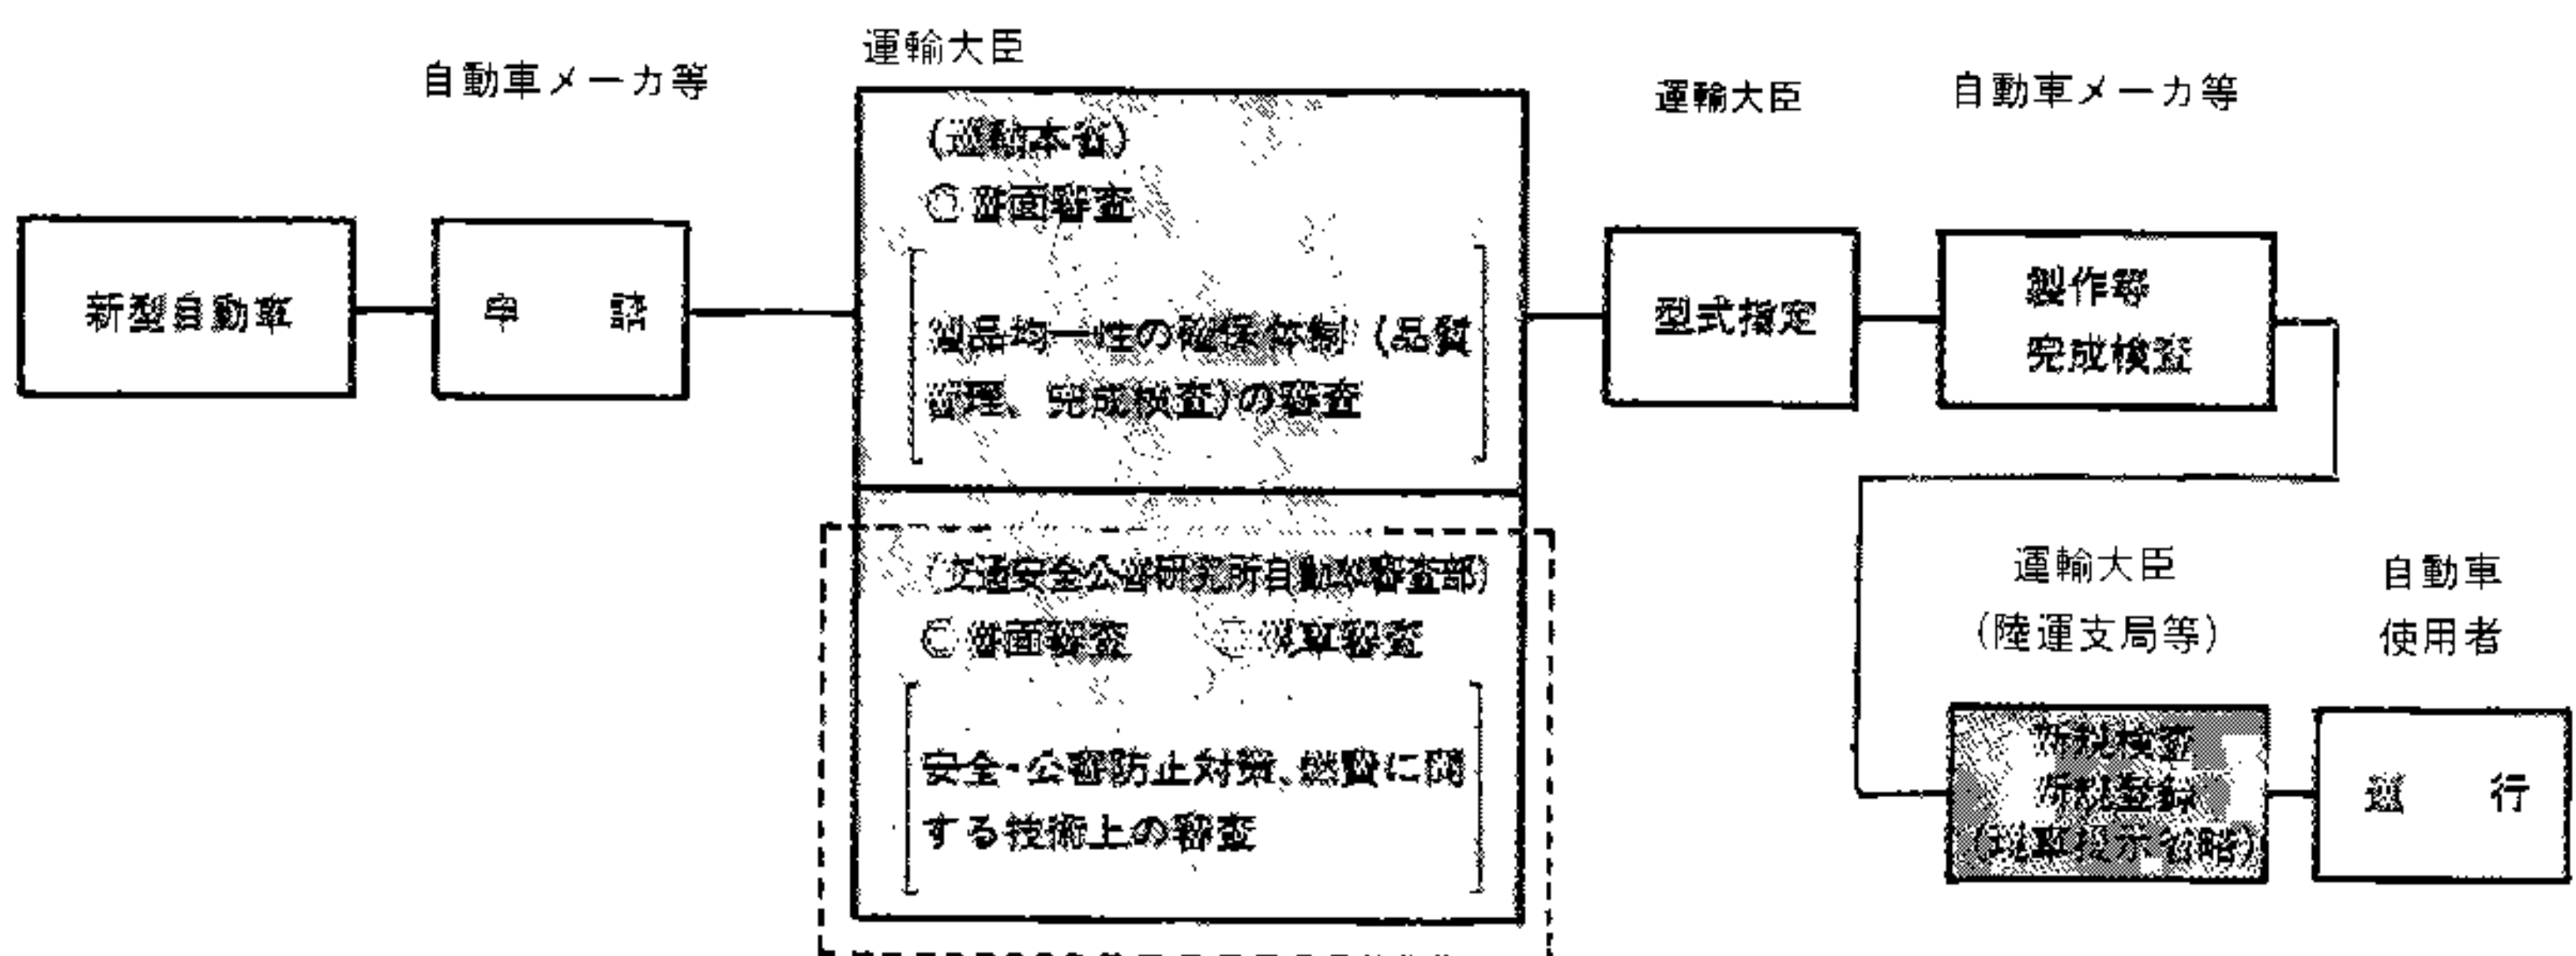 自動車メーカ等
運輸大臣
運輸大臣
自動車メーカ等
新型自動車
申　請
(運輸本省)
○書面審査
製品均一性の確保体制（品質
管理、完成検査)の審査
(交通安全公害研究所自動車審査部)
○書面審査　○現車審査
安全・公害防止対策、燃費に関
する技術上の審査
型式指定
製作等
完成検査
運輸大臣
(陸運支局等)
新規検査
新規登録
(現車提示省略)
自動車
使用者
運　行